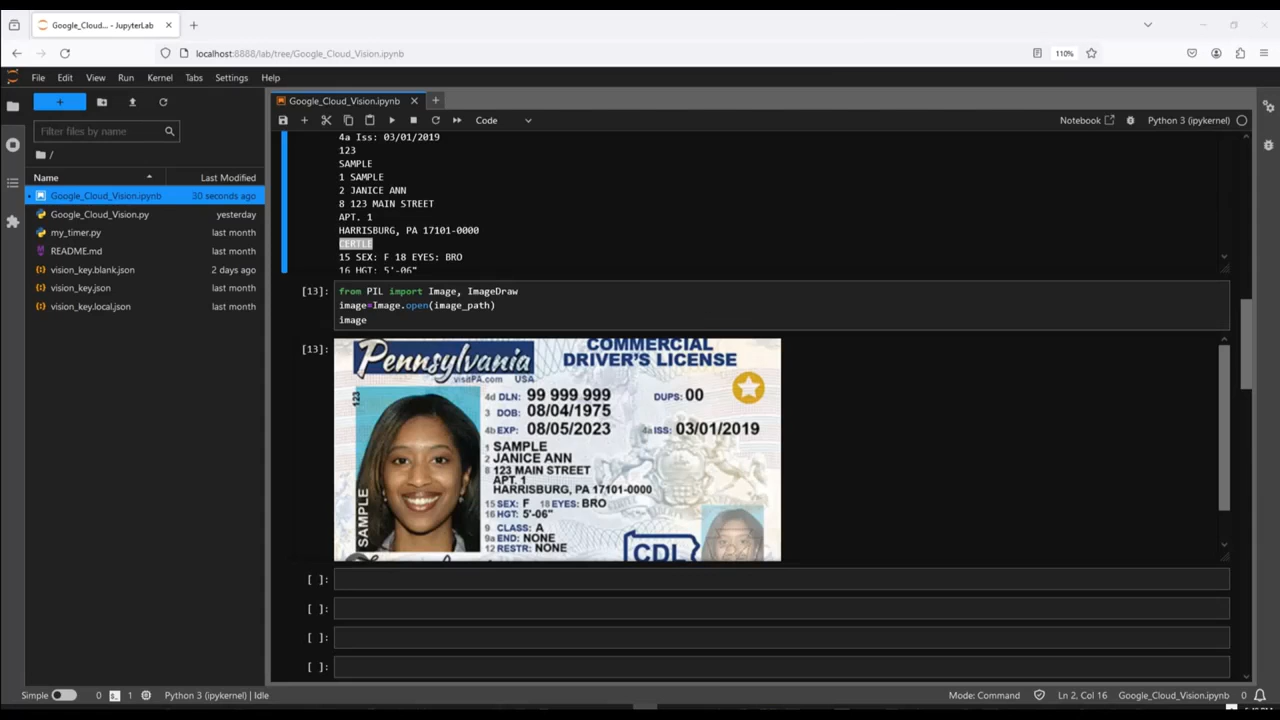 Google_Cloud... - JupyterLab
localhost:8888/lab/tree/Google_Cloud_Vision.ipynb
110%
File Edit View Run Kernel Tabs Settings Help
Google_Cloud_Vision.ipynb
Code
Notebook
Python 3 (ipykernel)
Filter files by name
/
Name Last Modified
Google_Cloud_Vision.ipynb 30 seconds ago
Google_Cloud_Vision.py yesterday
my_timer.py last month
README.md last month
vision_key.blank.json 2 days ago
vision_key.json last month
vision_key.local.json last month
4a Iss: 03/01/2019
123
SAMPLE
1 SAMPLE
2 JANICE ANN
8 123 MAIN STREET
APT. 1
HARRISBURG, PA 17101-0000
CERTLE
15 SEX: F 18 EYES: BRO
16 HGT: 5'-06"
[13]: from PIL import Image, ImageDraw
image=Image.open(image_path)
image
[13]:
Pennsylvania
visitPA.com USA
COMMERCIAL
DRIVER'S LICENSE
123
4d DLN: 99 999 999 DUPS: 00
3 DOB: 08/04/1975
4b EXP: 08/05/2023 4a ISS: 03/01/2019
1 SAMPLE
2 JANICE ANN
8 123 MAIN STREET
APT. 1
HARRISBURG, PA 17101-0000
15 SEX: F 18 EYES: BRO
16 HGT: 5'-06"
9 CLASS: A
9a END: NONE
12 RESTR: NONE
SAMPLE
CDL
[ ]:
[ ]:
[ ]:
[ ]:
Simple 0 1 Python 3 (ipykernel) | Idle
Mode: Command Ln 2, Col 16 Google_Cloud_Vision.ipynb 0